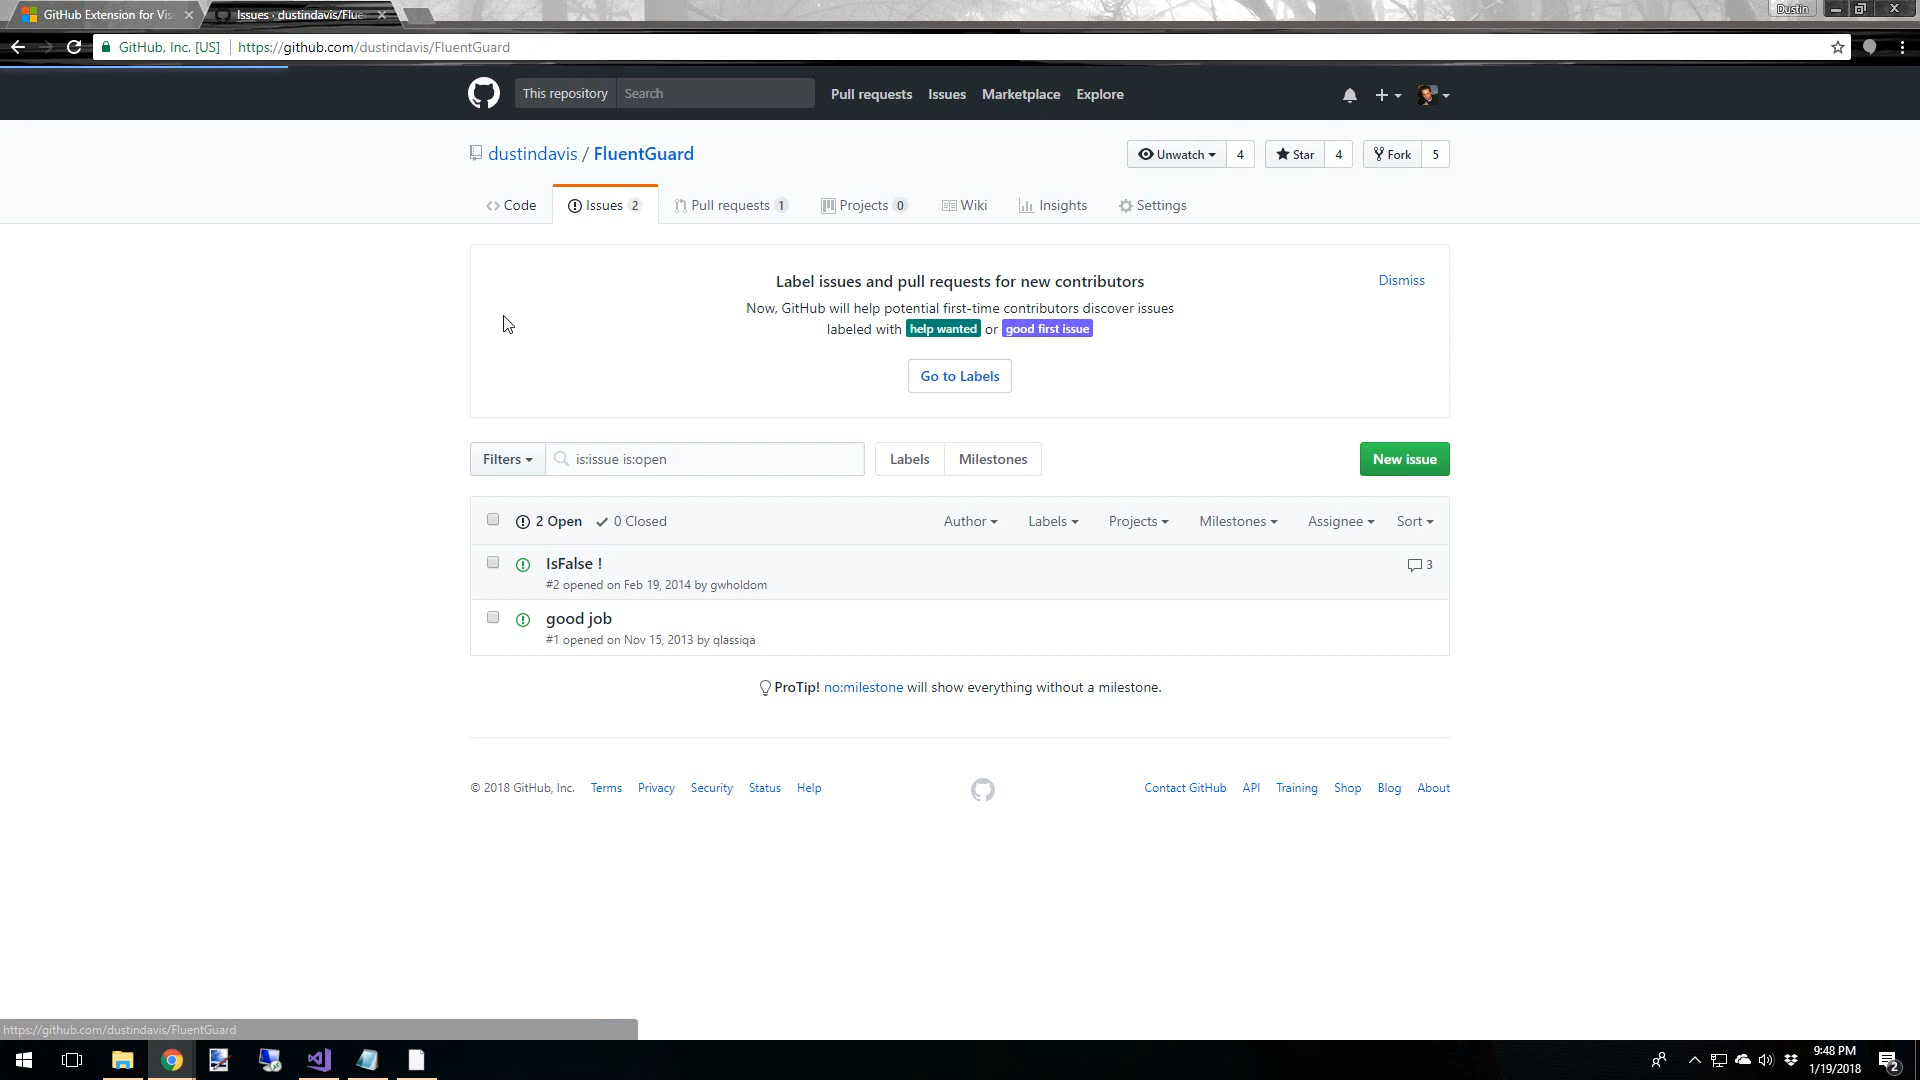 GitHub Extension for Vis
Issues · dustindavis/Flue
Dustin
GitHub, Inc. [US]
https://github.com/dustindavis/FluentGuard
This repository
Search
Pull requests
Issues
Marketplace
Explore
dustindavis / FluentGuard
Unwatch 4
Star 4
Fork 5
Code
Issues 2
Pull requests 1
Projects 0
Wiki
Insights
Settings
Label issues and pull requests for new contributors
Dismiss
Now, GitHub will help potential first-time contributors discover issues
labeled with help wanted or good first issue
Go to Labels
Filters
is:issue is:open
Labels
Milestones
New issue
2 Open
0 Closed
Author
Labels
Projects
Milestones
Assignee
Sort
IsFalse !
3
#2 opened on Feb 19, 2014 by gwholdom
good job
#1 opened on Nov 15, 2013 by qlassiqa
ProTip! no:milestone will show everything without a milestone.
© 2018 GitHub, Inc.
Terms
Privacy
Security
Status
Help
Contact GitHub
API
Training
Shop
Blog
About
https://github.com/dustindavis/FluentGuard
9:48 PM
1/19/2018
2